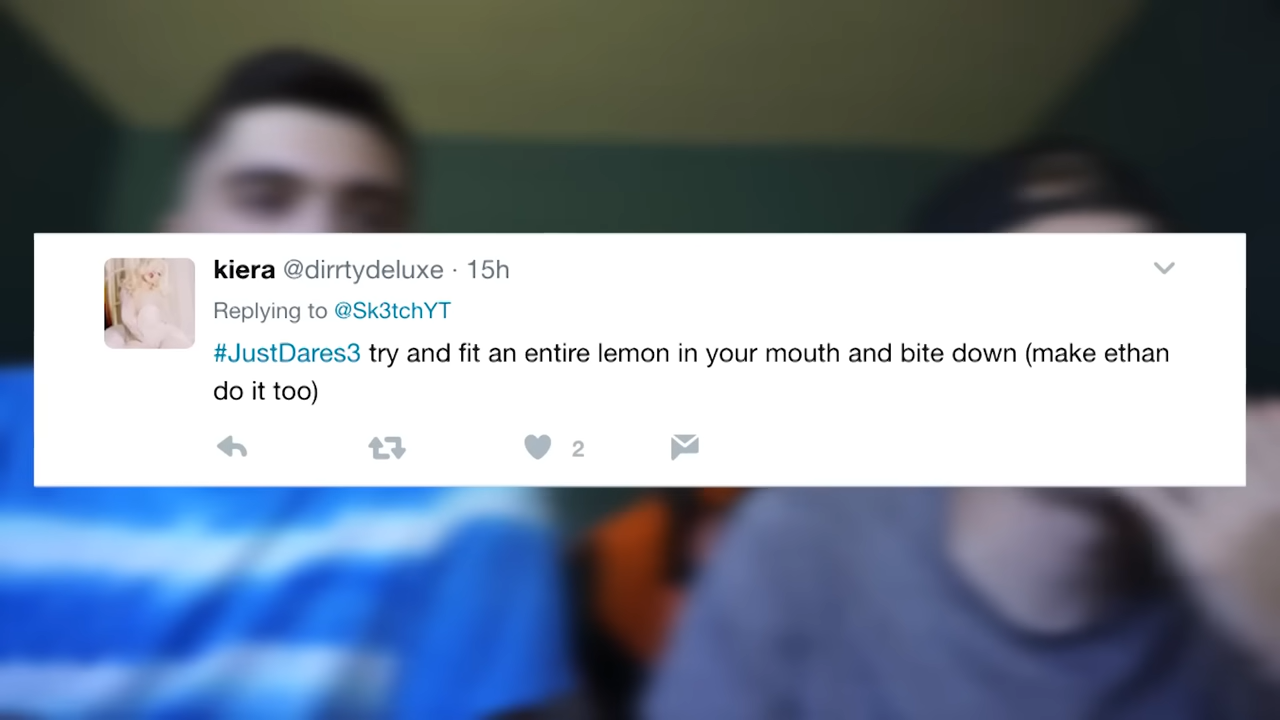 kiera @dirrtydeluxe · 15h
Replying to @Sk3tchYT
#JustDares3 try and fit an entire lemon in your mouth and bite down (make ethan
do it too)
2